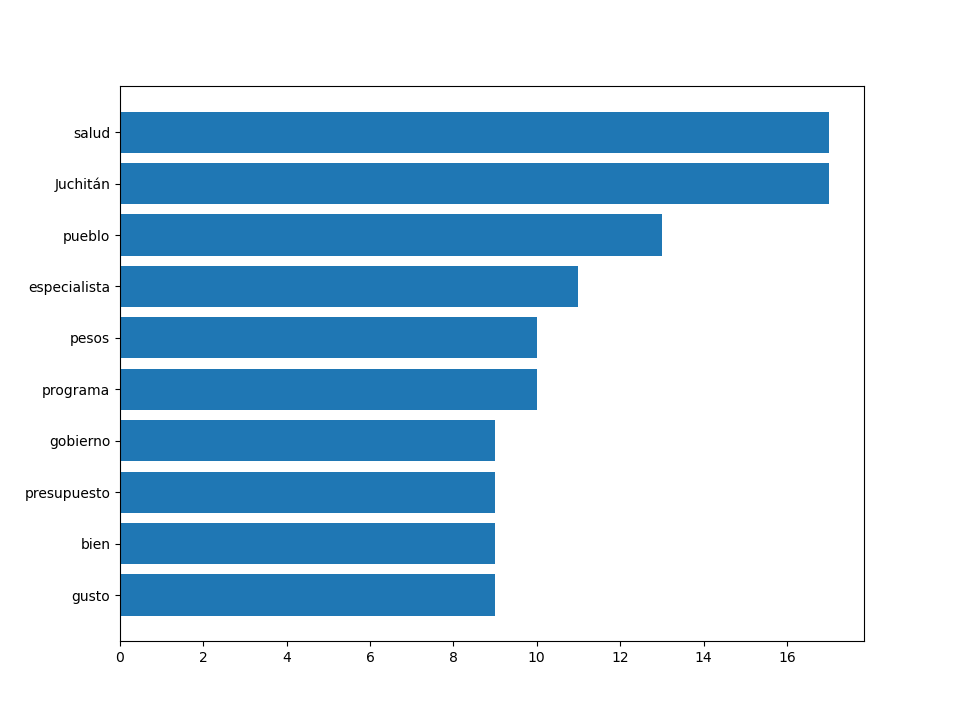 salud
Juchitán
pueblo
especialista
pesos
programa
gobierno
presupuesto
bien
gusto
0 2 4 6 8 10 12 14 16